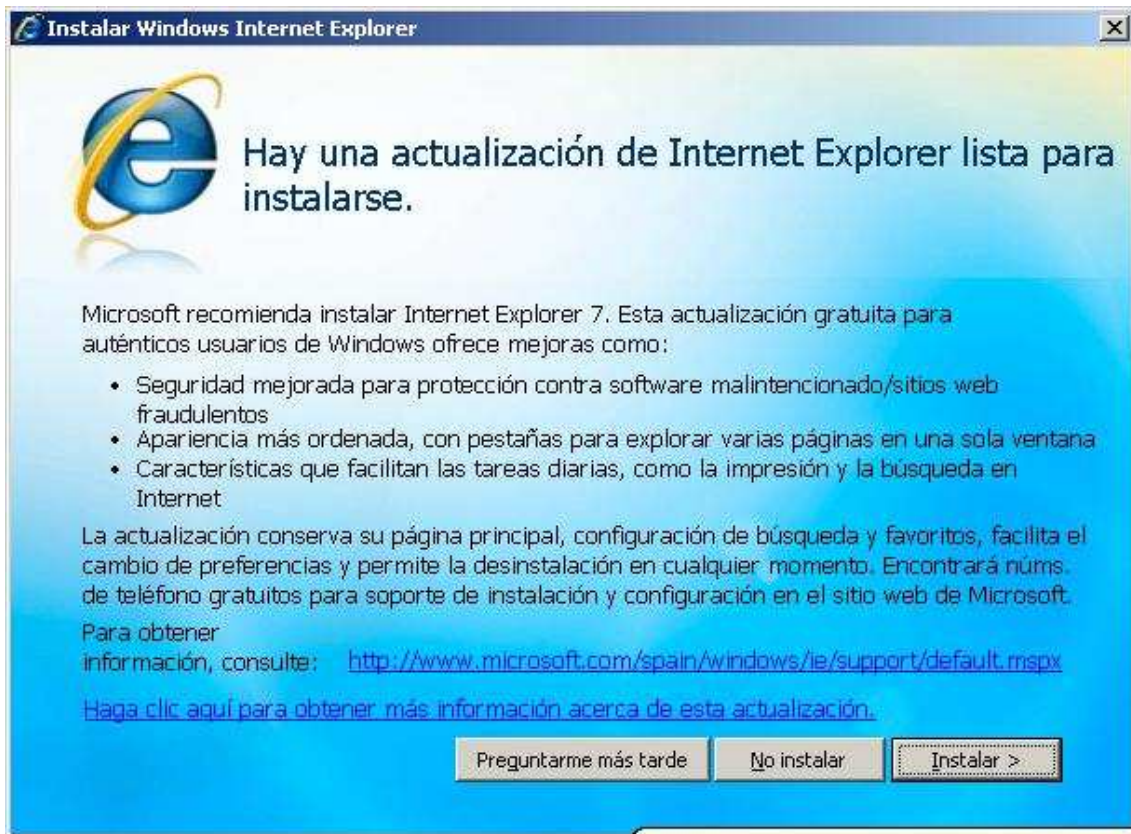 Instalar Windows Internet Explorer
Hay una actualización de Internet Explorer lista para
instalarse.
Microsoft recomienda instalar Internet Explorer 7. Esta actualización gratuita para
auténticos usuarios de Windows ofrece mejoras como:
• Seguridad mejorada para protección contra software malintencionado/sitios web
fraudulentos
• Apariencia más ordenada, con pestañas para explorar varias páginas en una sola ventana
• Características que facilitan las tareas diarias, como la impresión y la búsqueda en
Internet
La actualización conserva su página principal, configuración de búsqueda y favoritos, facilita el
cambio de preferencias y permite la desinstalación en cualquier momento. Encontrará núms.
de teléfono gratuitos para soporte de instalación y configuración en el sitio web de Microsoft.
Para obtener
información, consulte: http://www.microsoft.com/spain/windows/ie/support/default.mspx
Haga clic aquí para obtener más información acerca de esta actualización.
Preguntarme más tarde No instalar Instalar >